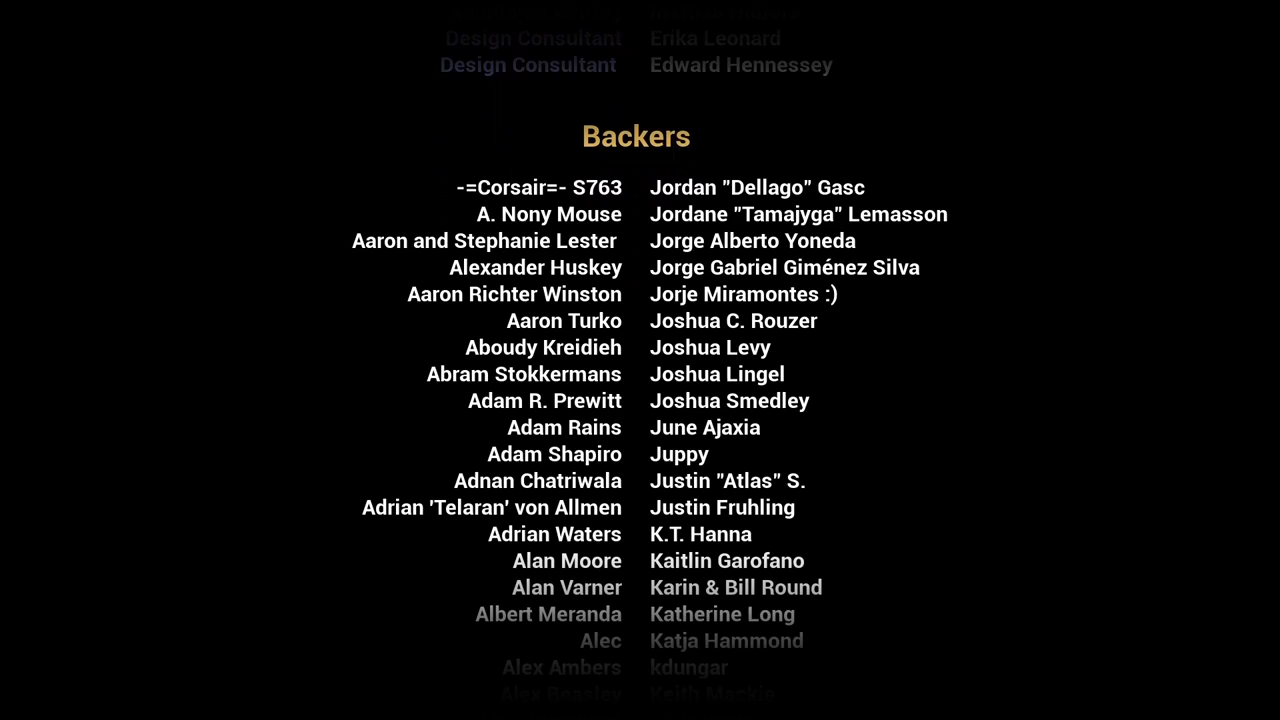 Design Consultant Erika Leonard
Design Consultant Edward Hennessey
Backers
-=Corsair=- S763 Jordan "Dellago" Gasc
A. Nony Mouse Jordane "Tamajyga" Lemasson
Aaron and Stephanie Lester Jorge Alberto Yoneda
Alexander Huskey Jorge Gabriel Giménez Silva
Aaron Richter Winston Jorje Miramontes :)
Aaron Turko Joshua C. Rouzer
Aboudy Kreidieh Joshua Levy
Abram Stokkermans Joshua Lingel
Adam R. Prewitt Joshua Smedley
Adam Rains June Ajaxia
Adam Shapiro Juppy
Adnan Chatriwala Justin "Atlas" S.
Adrian 'Telaran' von Allmen Justin Fruhling
Adrian Waters K.T. Hanna
Alan Moore Kaitlin Garofano
Alan Varner Karin & Bill Round
Albert Meranda Katherine Long
Alec Katja Hammond
Alex Ambers kdungar
Alex Beasley Keith Mackie